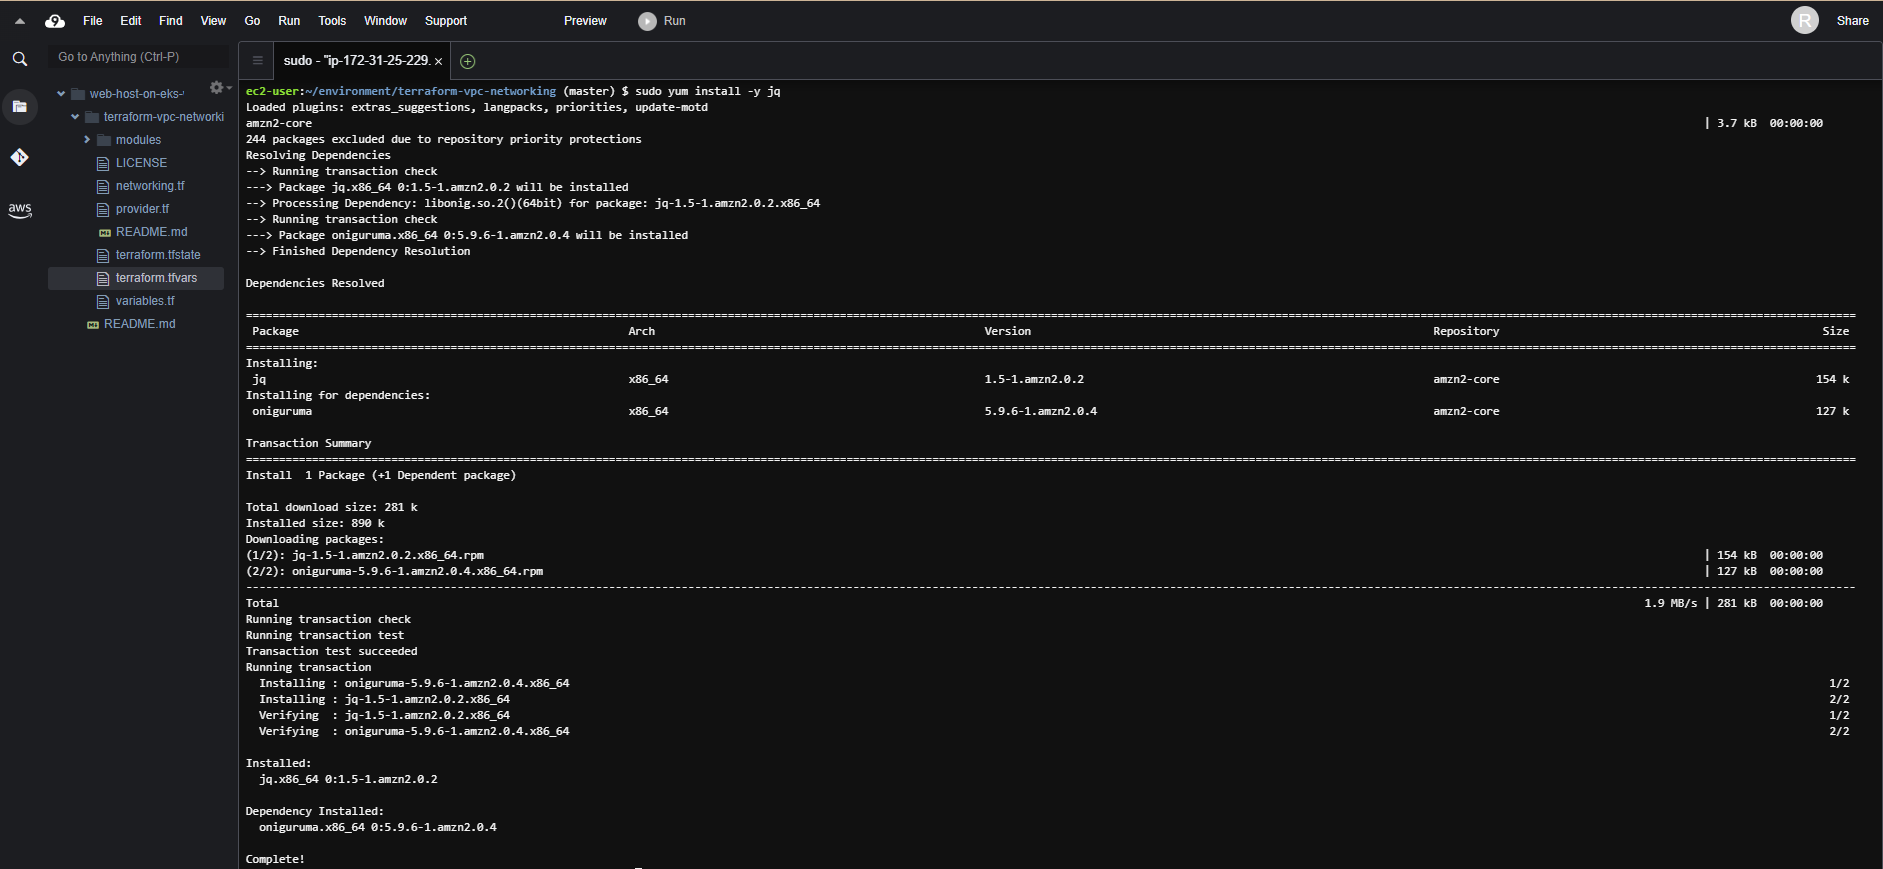 File Edit Find View Go Run Tools Window Support Preview Run R Share
Go to Anything (Ctrl-P)
sudo - "ip-172-31-25-229.
aws
web-host-on-eks-
terraform-vpc-networki
modules
LICENSE
networking.tf
provider.tf
README.md
terraform.tfstate
terraform.tfvars
variables.tf
README.md
ec2-user:~/environment/terraform-vpc-networking (master) $ sudo yum install -y jq
Loaded plugins: extras_suggestions, langpacks, priorities, update-motd
amzn2-core | 3.7 kB 00:00:00
244 packages excluded due to repository priority protections
Resolving Dependencies
--> Running transaction check
---> Package jq.x86_64 0:1.5-1.amzn2.0.2 will be installed
--> Processing Dependency: libonig.so.2()(64bit) for package: jq-1.5-1.amzn2.0.2.x86_64
--> Running transaction check
---> Package oniguruma.x86_64 0:5.9.6-1.amzn2.0.4 will be installed
--> Finished Dependency Resolution
Dependencies Resolved
Package Arch Version Repository Size
Installing:
jq x86_64 1.5-1.amzn2.0.2 amzn2-core 154 k
Installing for dependencies:
oniguruma x86_64 5.9.6-1.amzn2.0.4 amzn2-core 127 k
Transaction Summary
Install 1 Package (+1 Dependent package)
Total download size: 281 k
Installed size: 890 k
Downloading packages:
(1/2): jq-1.5-1.amzn2.0.2.x86_64.rpm | 154 kB 00:00:00
(2/2): oniguruma-5.9.6-1.amzn2.0.4.x86_64.rpm | 127 kB 00:00:00
Total 1.9 MB/s | 281 kB 00:00:00
Running transaction check
Running transaction test
Transaction test succeeded
Running transaction
Installing : oniguruma-5.9.6-1.amzn2.0.4.x86_64 1/2
Installing : jq-1.5-1.amzn2.0.2.x86_64 2/2
Verifying : jq-1.5-1.amzn2.0.2.x86_64 1/2
Verifying : oniguruma-5.9.6-1.amzn2.0.4.x86_64 2/2
Installed:
jq.x86_64 0:1.5-1.amzn2.0.2
Dependency Installed:
oniguruma.x86_64 0:5.9.6-1.amzn2.0.4
Complete!